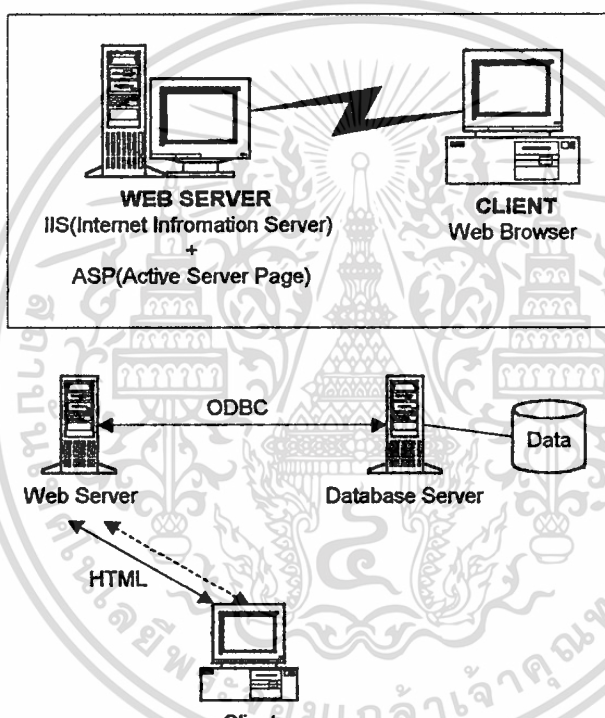 WEB SERVER
IIS(Internet Infromation Server)
+
ASP(Active Server Page)
CLIENT
Web Browser
ODBC
Data
Web Server
Database Server
HTML
Client